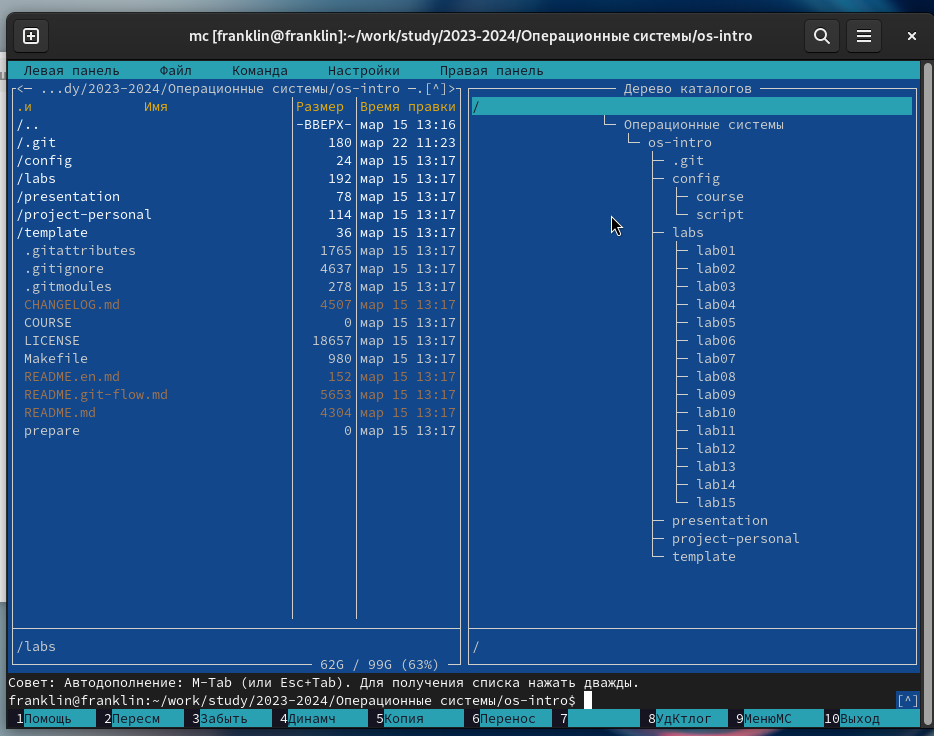 mc [franklin@franklin]:~/work/study/2023-2024/Операционные системы/os-intro
Левая панель Файл Команда Настройки Правая панель
<— ...dy/2023-2024/Операционные системы/os-intro —.[^]>
.и Имя Размер Время правки
/.. -ВВЕРХ- мар 15 13:16
/.git 180 мар 22 11:23
/config 24 мар 15 13:17
/labs 192 мар 15 13:17
/presentation 78 мар 15 13:17
/project-personal 114 мар 15 13:17
/template 36 мар 15 13:17
.gitattributes 1765 мар 15 13:17
.gitignore 4637 мар 15 13:17
.gitmodules 278 мар 15 13:17
CHANGELOG.md 4507 мар 15 13:17
COURSE 0 мар 15 13:17
LICENSE 18657 мар 15 13:17
Makefile 980 мар 15 13:17
README.en.md 152 мар 15 13:17
README.git-flow.md 5653 мар 15 13:17
README.md 4304 мар 15 13:17
prepare 0 мар 15 13:17
/labs
62G / 99G (63%)
Дерево каталогов
/
Операционные системы
os-intro
.git
config
course
script
labs
lab01
lab02
lab03
lab04
lab05
lab06
lab07
lab08
lab09
lab10
lab11
lab12
lab13
lab14
lab15
presentation
project-personal
template
/
Совет: Автодополнение: M-Tab (или Esc+Tab). Для получения списка нажать дважды.
franklin@franklin:~/work/study/2023-2024/Операционные системы/os-intro$ [^]
1Помощь 2Пересм 3Забыть 4Динамч 5Копия 6Перенос 7 8УдКтлог 9МенюМС 10Выход